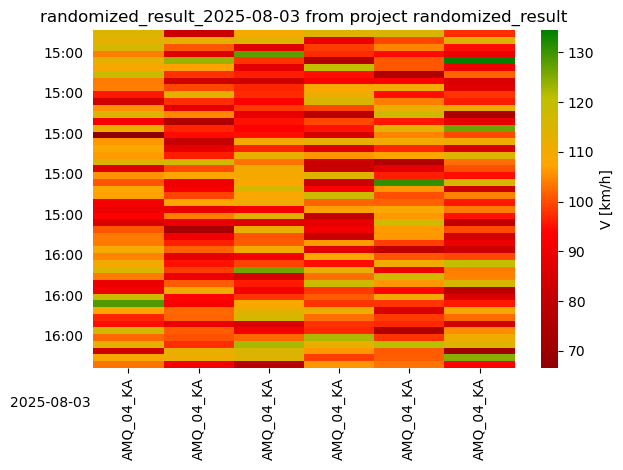 randomized_result_2025-08-03 from project randomized_result
15:00
15:00
15:00
15:00
15:00
16:00
16:00
16:00
2025-08-03
AMQ_04_KA
AMQ_04_KA
AMQ_04_KA
AMQ_04_KA
AMQ_04_KA
AMQ_04_KA
130
120
110
100
90
80
70
V [km/h]